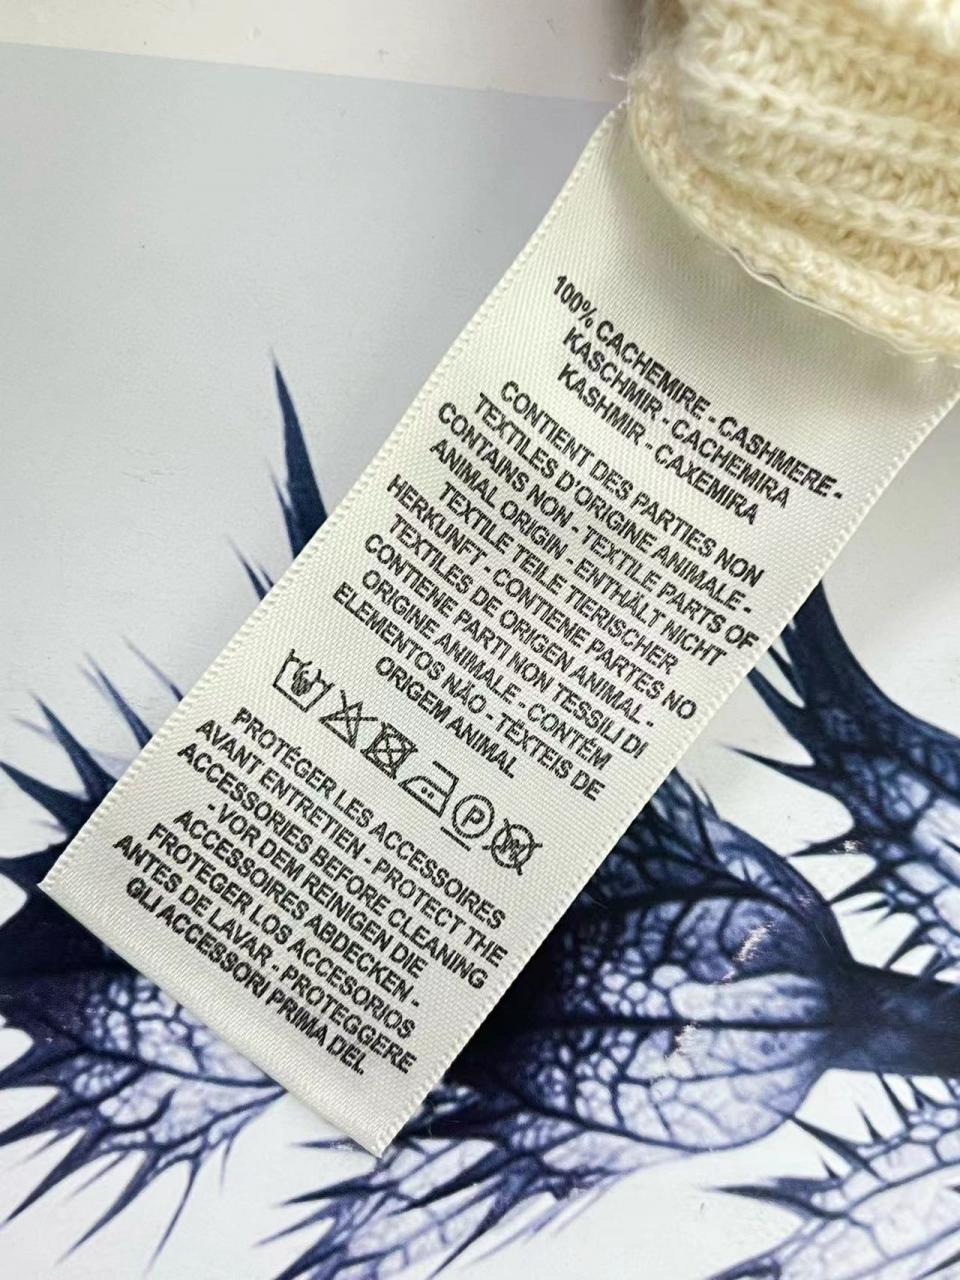 100% CACHEMIRE - CASHMERE -
KASCHMIR - CACHEMIRA
KASHMIR - CAXEMIRA
CONTIENT DES PARTIES NON
TEXTILES D'ORIGINE ANIMALE -
CONTAINS NON - TEXTILE PARTS OF
ANIMAL ORIGIN - ENTHÄLT NICHT
TEXTILE TEILE TIERISCHER
HERKUNFT - CONTIENE PARTES NO
TEXTILES DE ORIGEN ANIMAL -
CONTIENE PARTI NON TESSILI DI
ORIGINE ANIMALE - CONTÉM
ELEMENTOS NÃO - TËXTEIS DE
ORIGEM ANIMAL
P
PROTÉGER LES ACCESSOIRES
AVANT ENTRETIEN - PROTECT THE
ACCESSORIES BEFORE CLEANING
- VOR DEM REINIGEN DIE
ACCESSOIRES ABDECKEN -
FROTEGER LOS ACCESORIOS
ANTES DE LAVAR - PROTEGGERE
GLI ACCESSORI PRIMA DEL